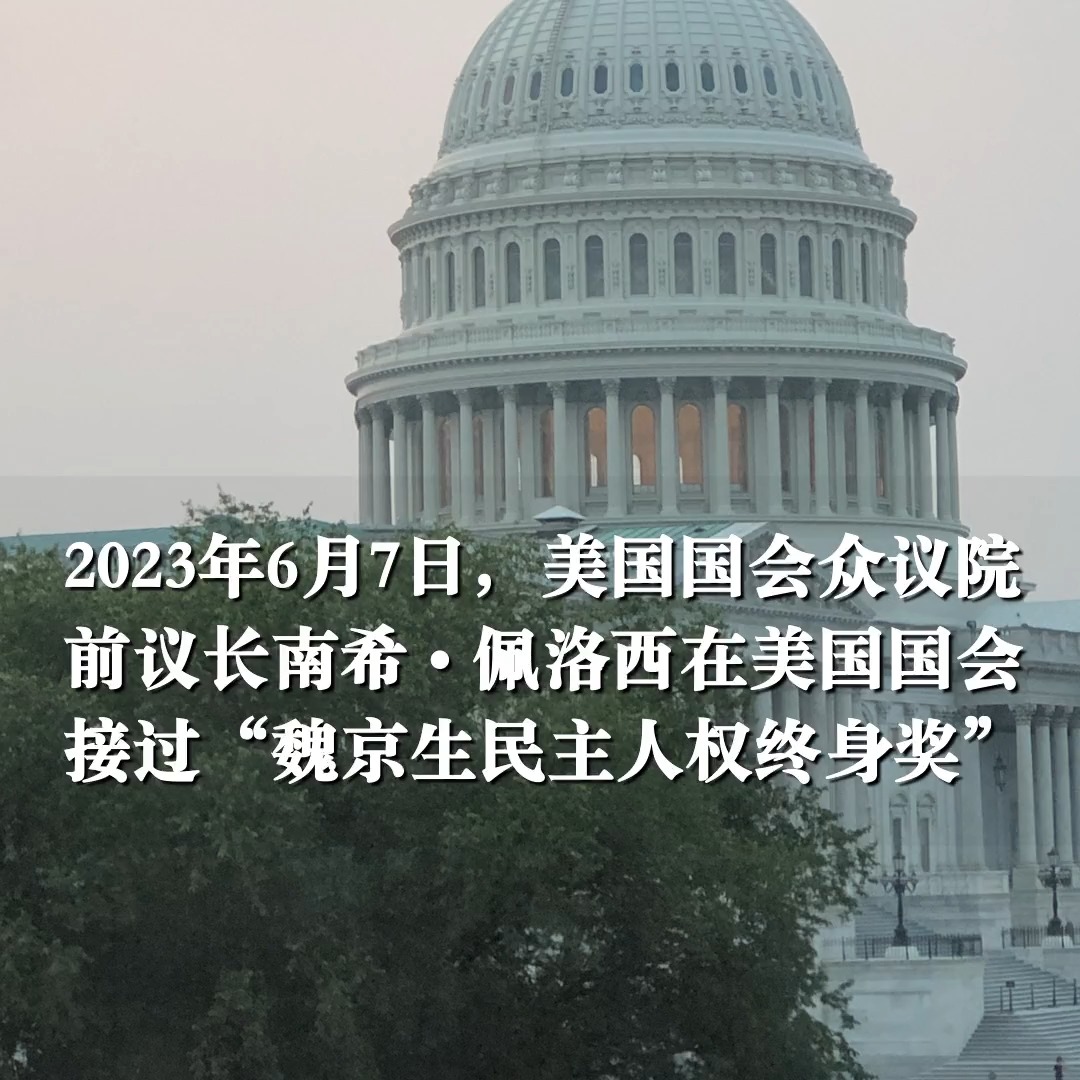 2023年6月7日，美国国会众议院
前议长南希·佩洛西在美国国会
接过“魏京生民主人权终身奖”